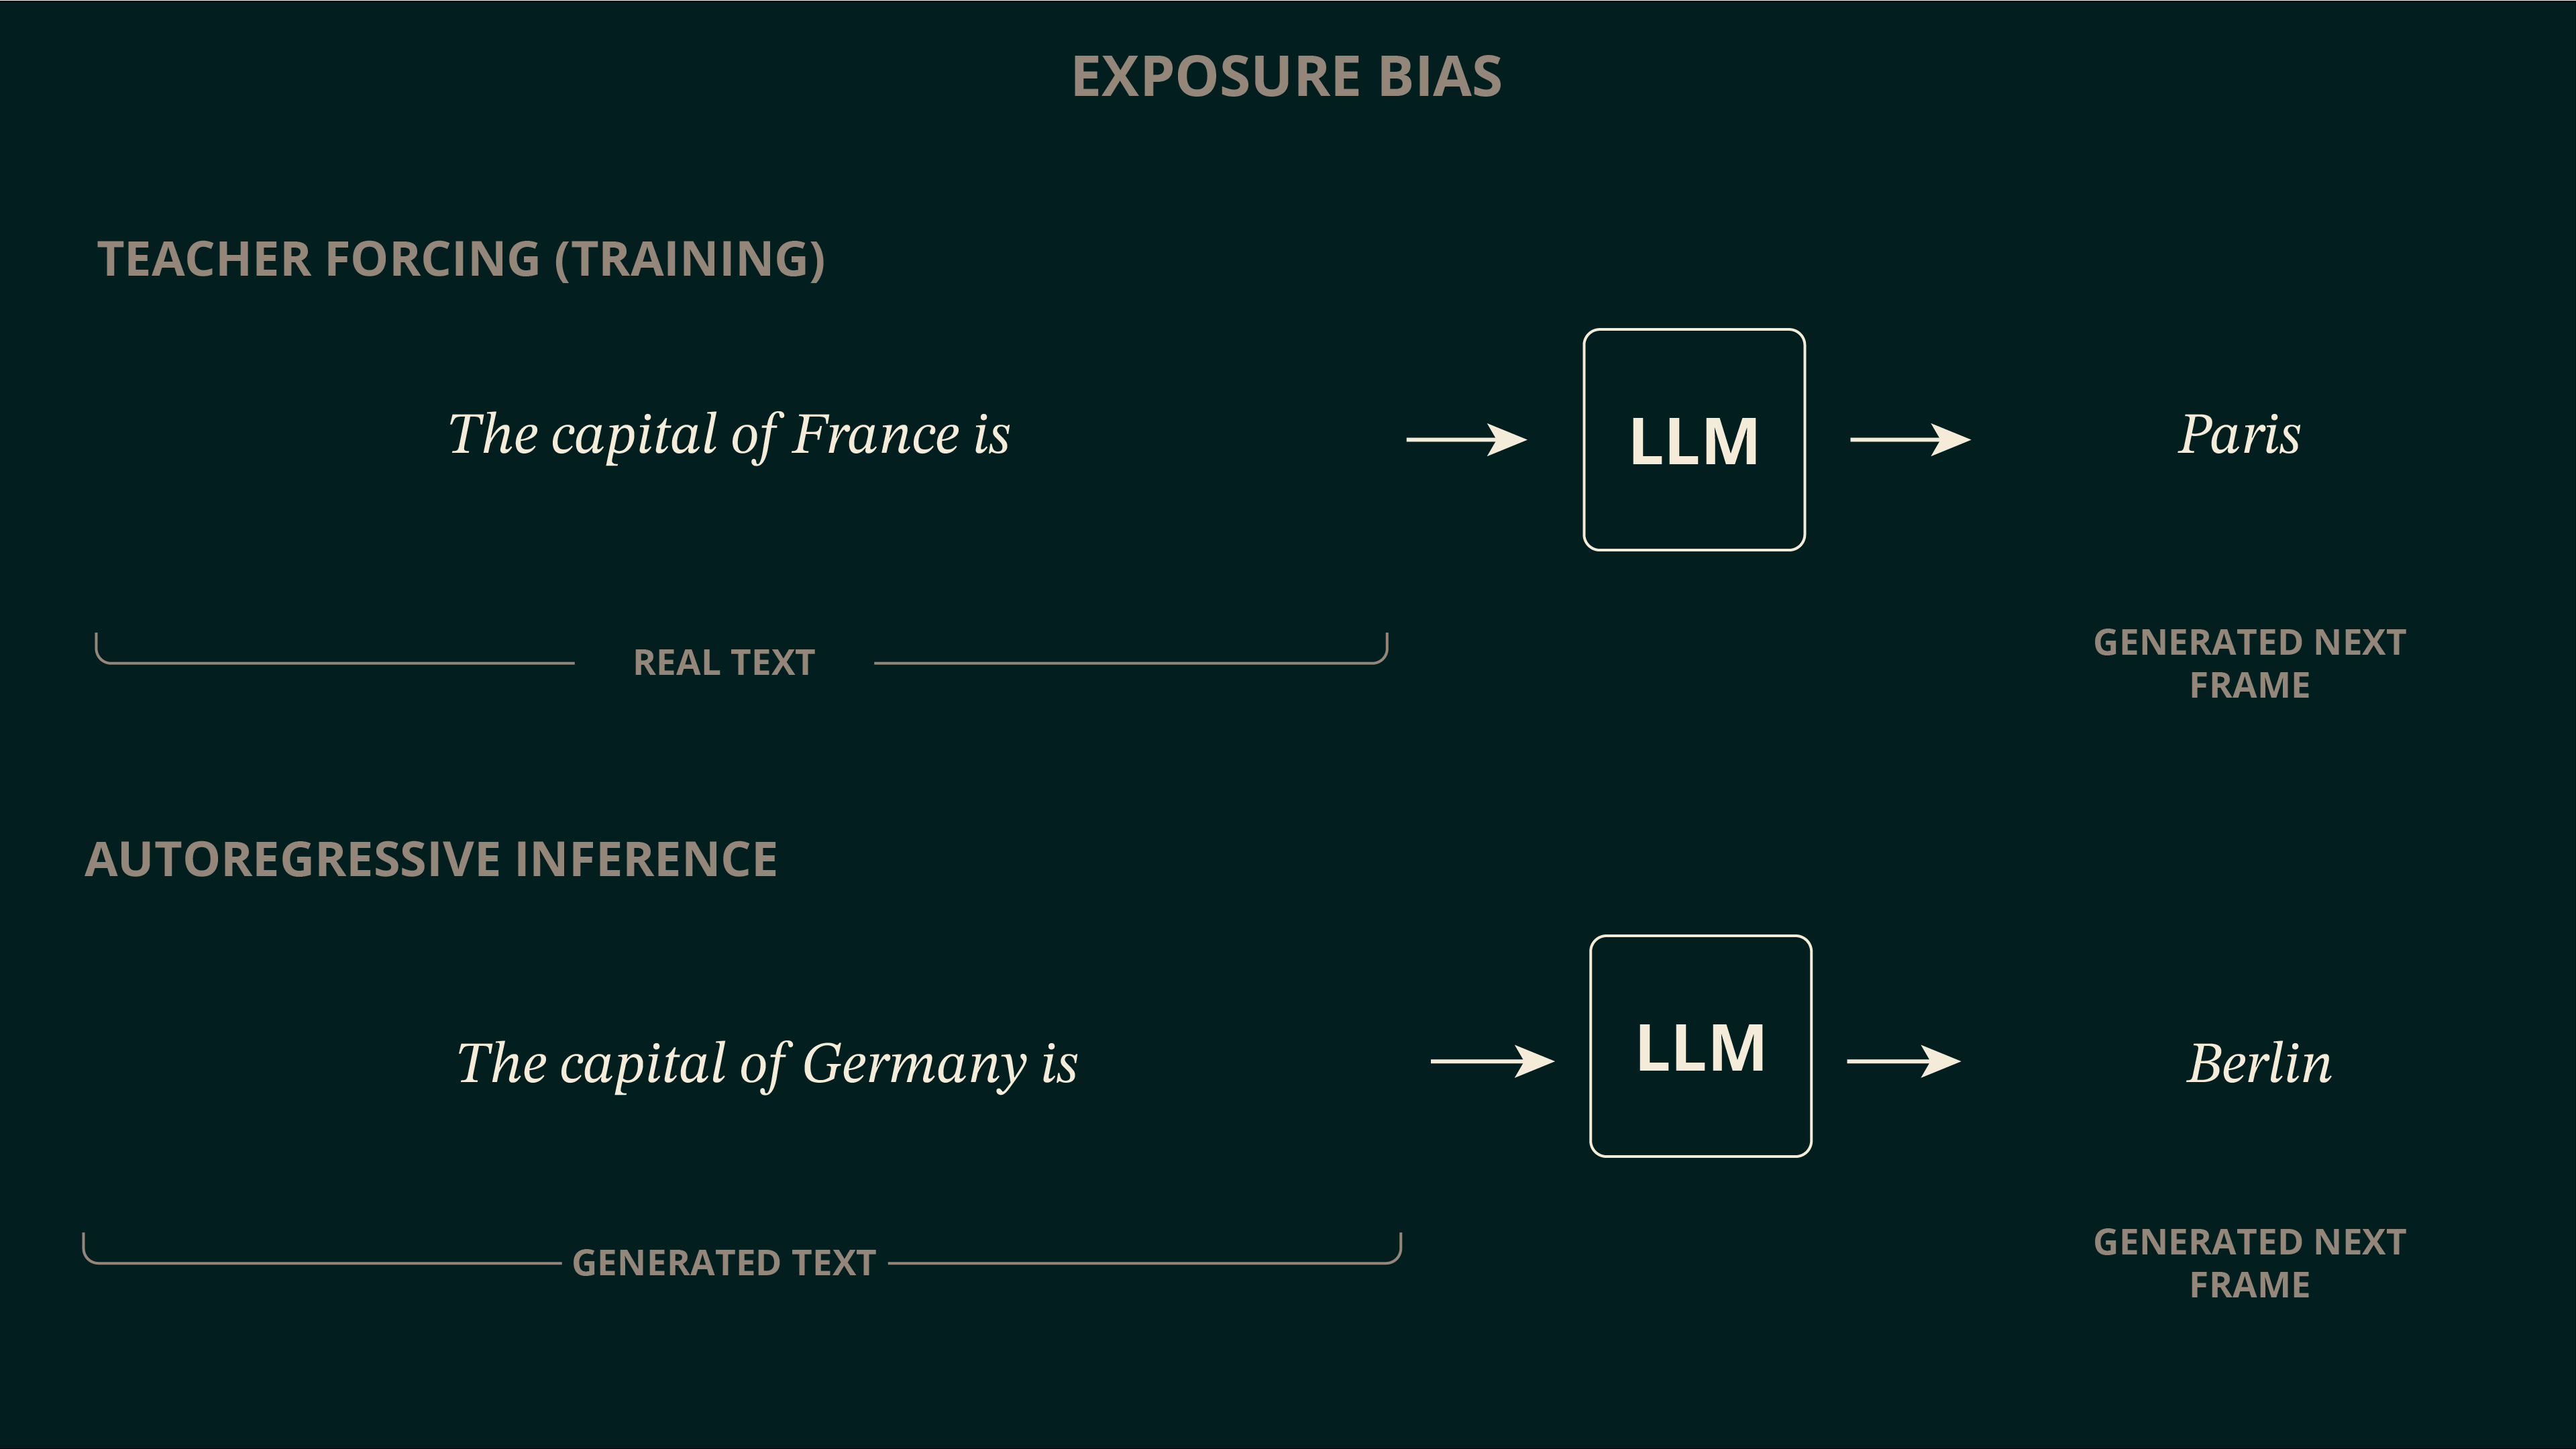 EXPOSURE BIAS
TEACHER FORCING (TRAINING)
The capital of France is
LLM
Paris
REAL TEXT
GENERATED NEXT
FRAME
AUTOREGRESSIVE INFERENCE
The capital of Germany is
LLM
Berlin
GENERATED TEXT
GENERATED NEXT
FRAME